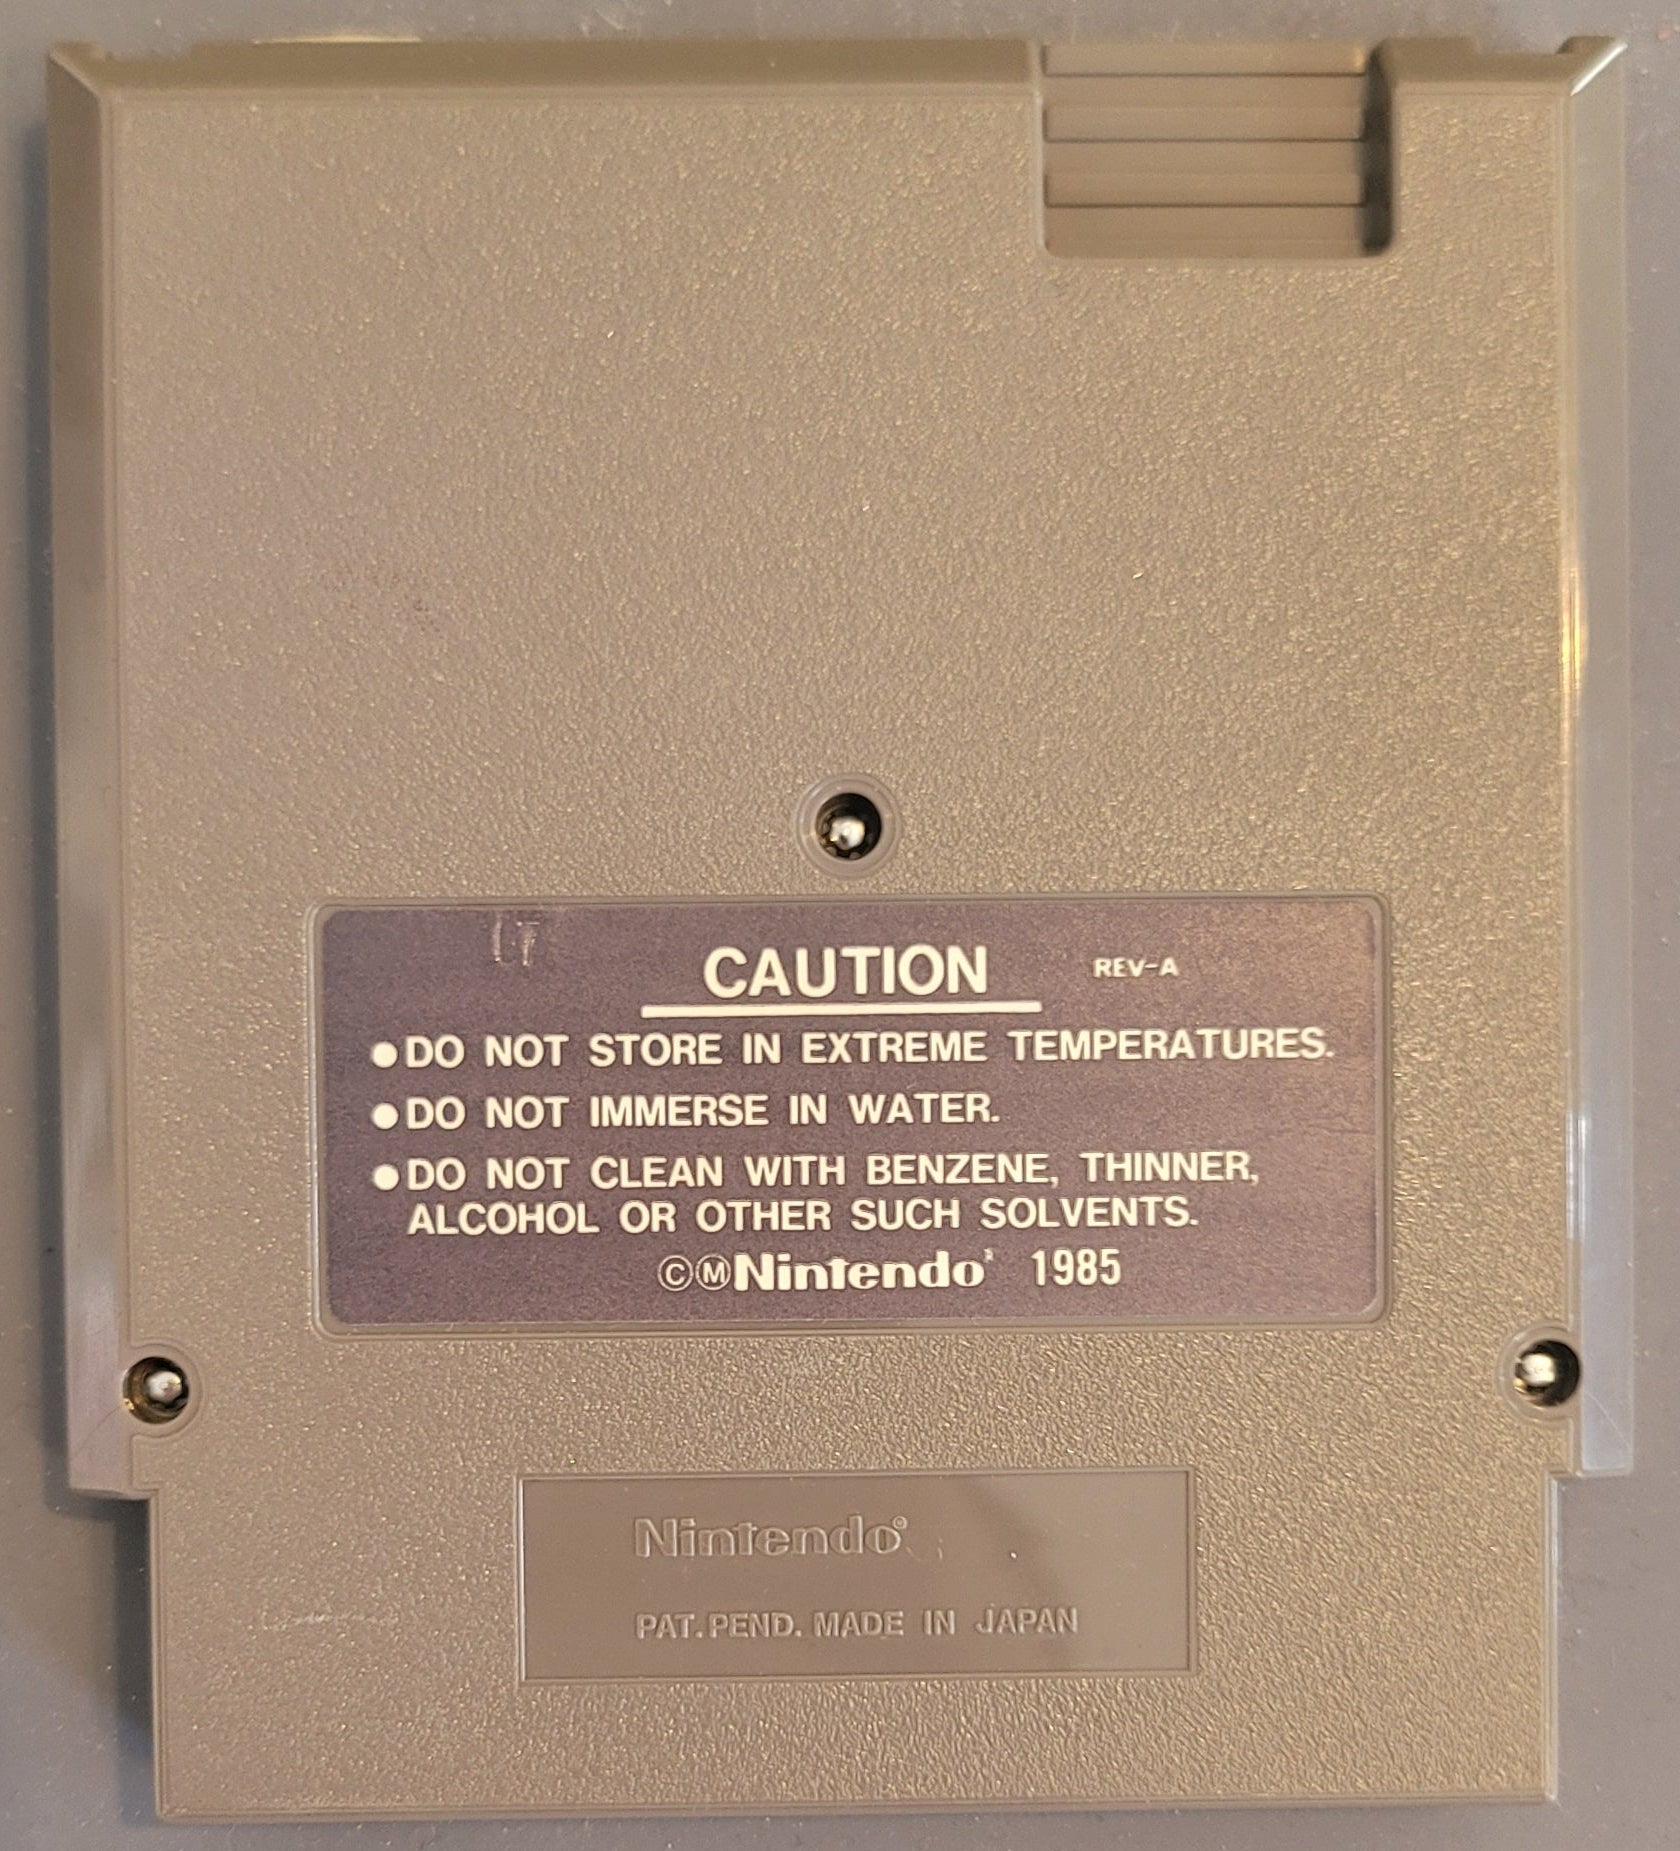 CAUTION REV-A
●DO NOT STORE IN EXTREME TEMPERATURES.
●DO NOT IMMERSE IN WATER.
●DO NOT CLEAN WITH BENZENE, THINNER,
ALCOHOL OR OTHER SUCH SOLVENTS.
©ⓂNintendo® 1985
Nintendo®
PAT.PEND. MADE IN JAPAN